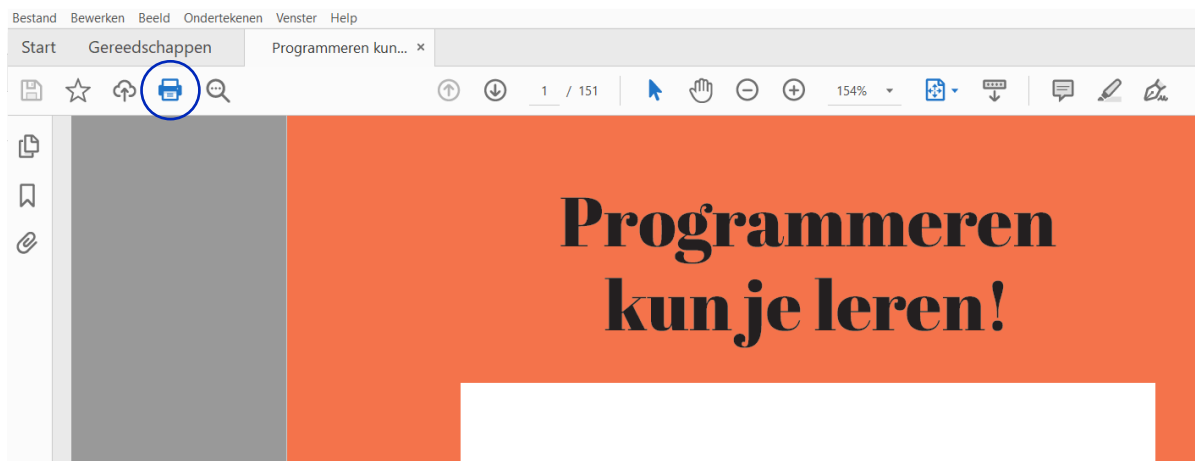 Bestand Bewerken Beeld Ondertekenen Venster Help
Start Gereedschappen Programmeren kun... ×
1 / 151 154%
Programmeren
kun je leren!